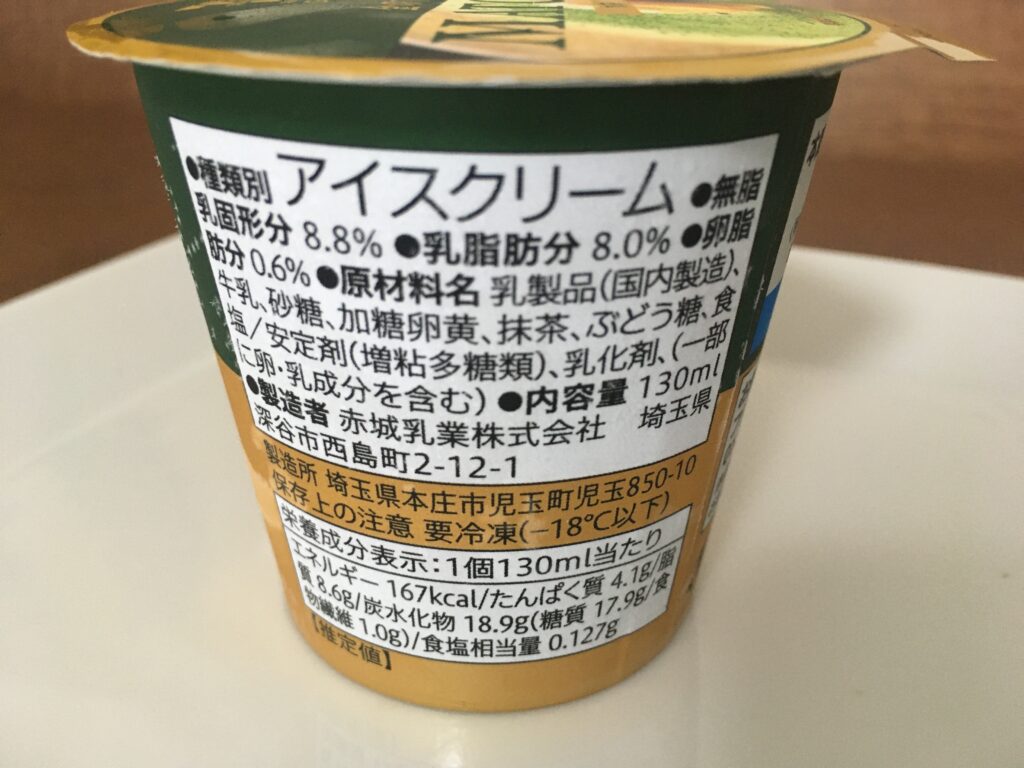 MATC
●種類別 アイスクリーム ●無脂
乳固形分 8.8% ●乳脂肪分 8.0% ●卵脂
肪分 0.6% ●原材料名 乳製品(国内製造)、
牛乳、砂糖、加糖卵黄、抹茶、ぶどう糖、食
塩/安定剤(増粘多糖類)、乳化剤、(一部
に卵・乳成分を含む) ●内容量 130ml
●製造者 赤城乳業株式会社 埼玉県
深谷市西島町2-12-1
製造所 埼玉県本庄市児玉町児玉850-10
保存上の注意 要冷凍(−18℃以下)
栄養成分表示:1個130ml当たり
エネルギー 167kcal/たんぱく質 4.1g/脂
質 8.6g/炭水化物 18.9g(糖質 17.9g/食
物繊維 1.0g)/食塩相当量 0.127g
【推定値】